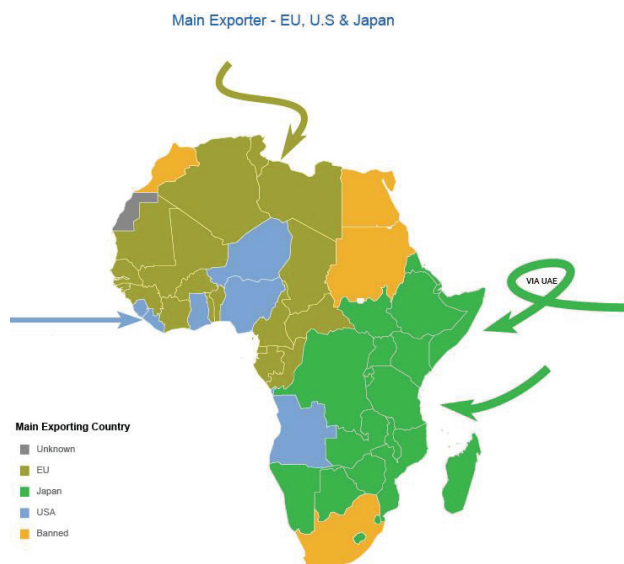 Main Exporter - EU, U.S & Japan
VIA UAE
Main Exporting Country
Unknown
EU
Japan
USA
Banned